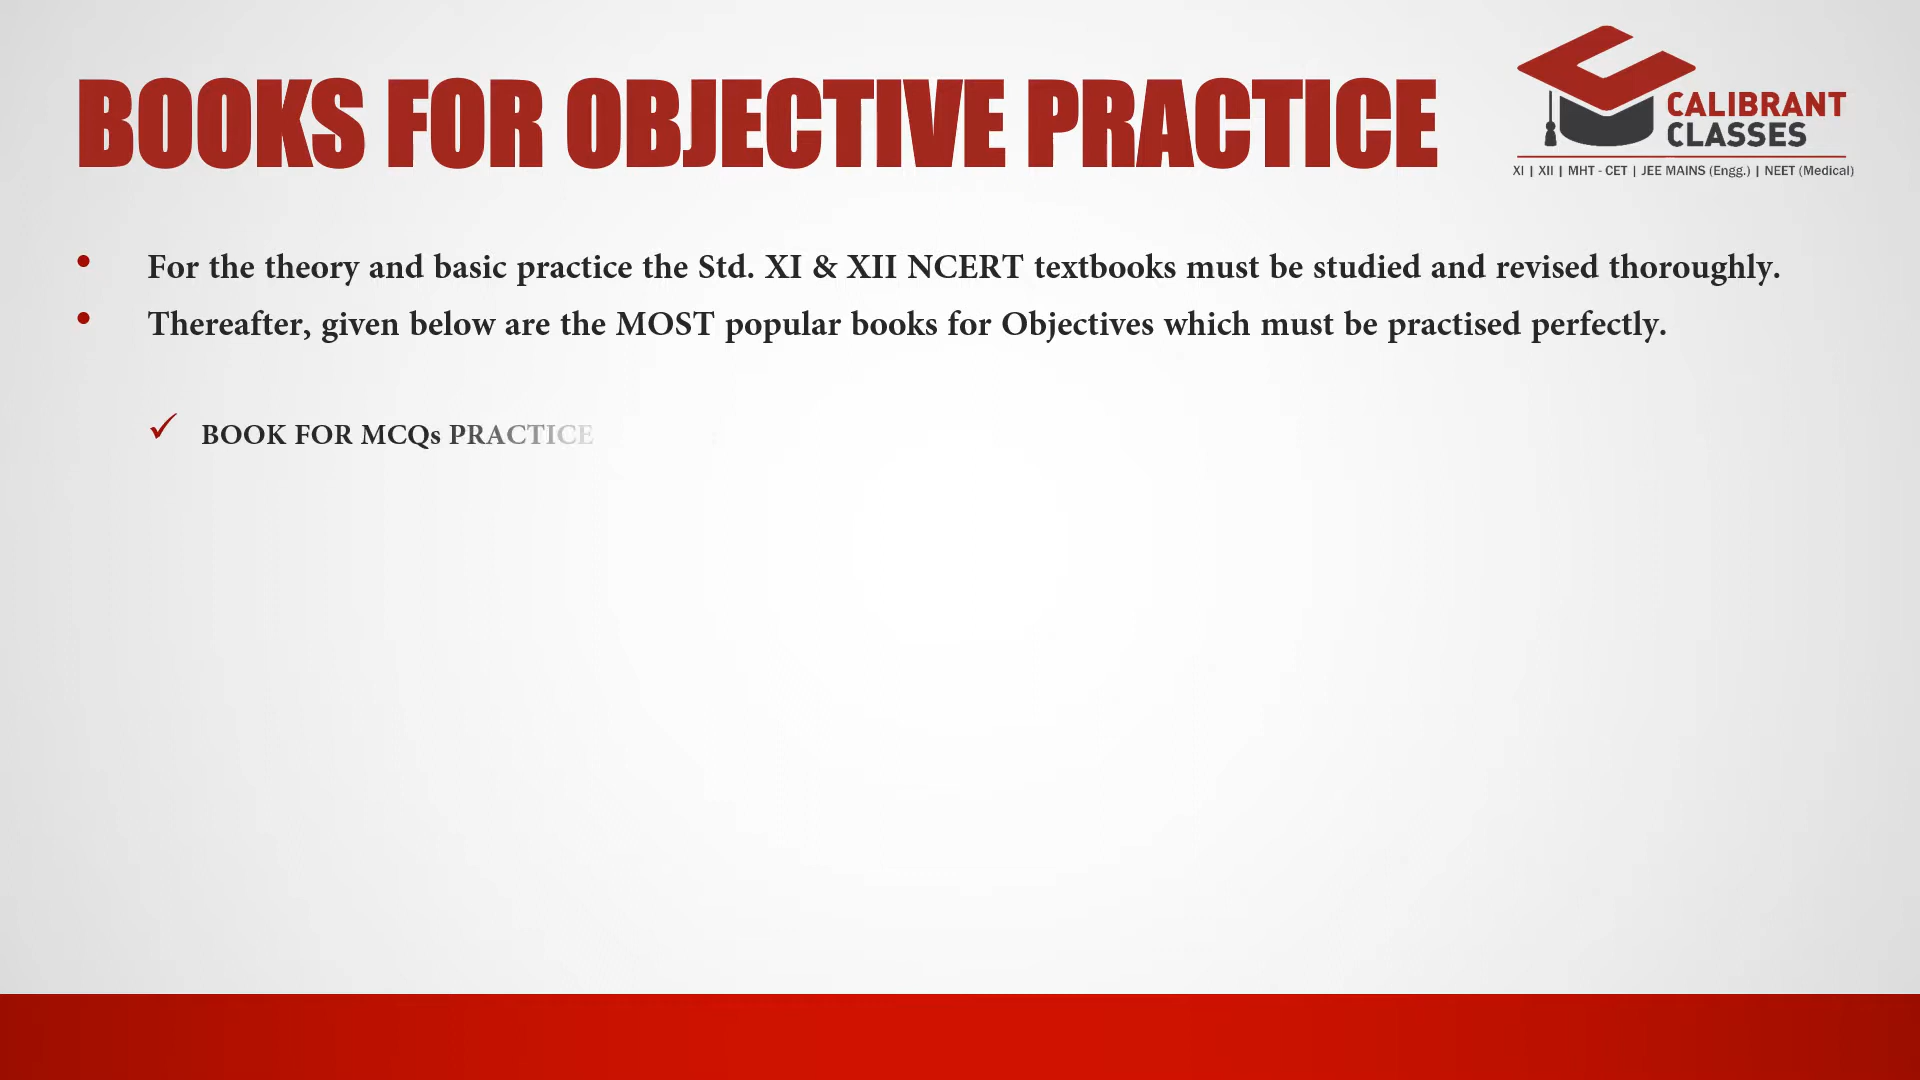 BOOKS FOR OBJECTIVE PRACTICE
CALIBRANT
CLASSES
XI | XII | MHT - CET | JEE MAINS (Engg.) | NEET (Medical)
• For the theory and basic practice the Std. XI & XII NCERT textbooks must be studied and revised thoroughly.
• Thereafter, given below are the MOST popular books for Objectives which must be practised perfectly.
✓ BOOK FOR MCQs PRACTICE